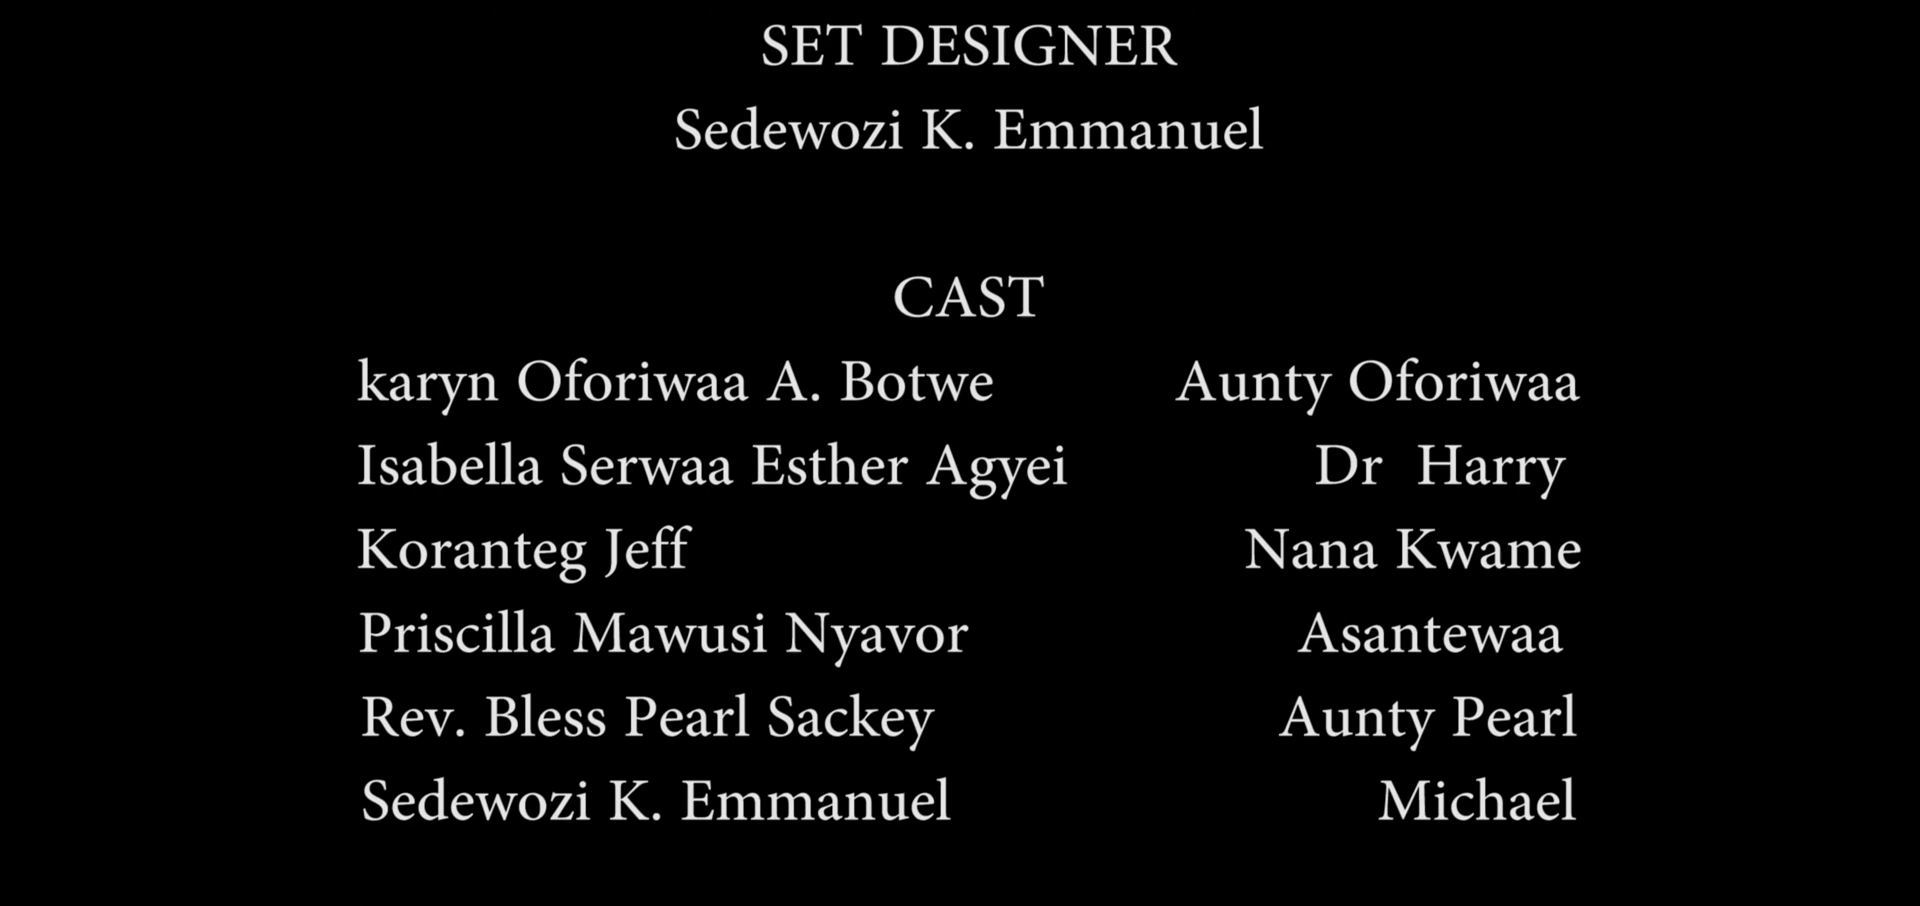 SET DESIGNER
Sedewozi K. Emmanuel
CAST
karyn Oforiwaa A. Botwe Aunty Oforiwaa
Isabella Serwaa Esther Agyei Dr Harry
Koranteg Jeff Nana Kwame
Priscilla Mawusi Nyavor Asantewaa
Rev. Bless Pearl Sackey Aunty Pearl
Sedewozi K. Emmanuel Michael